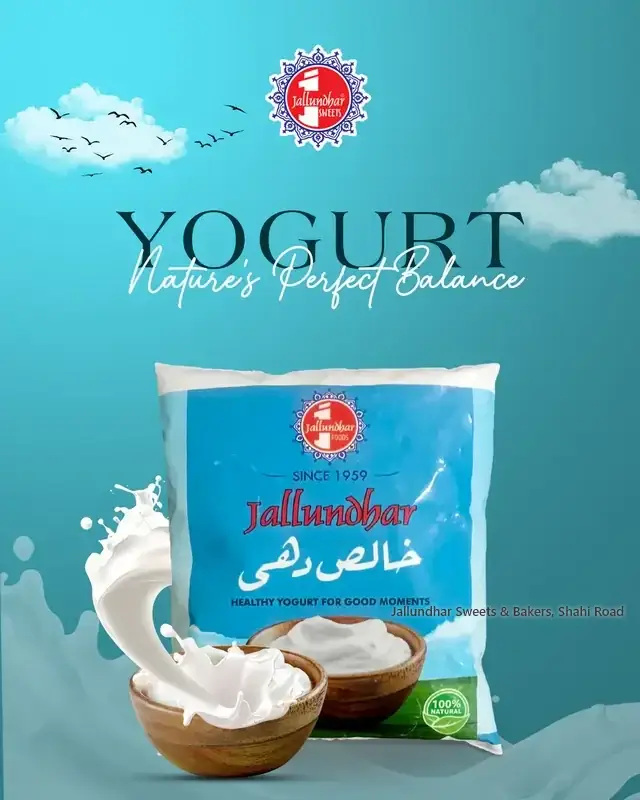 Jallundhar
SWEETS
YOGURT
Nature's Perfect Balance
Jallundhar
FOODS
SINCE 1959
Jallundhar
خالص دهی
HEALTHY YOGURT FOR GOOD MOMENTS
Jallundhar Sweets & Bakers, Shahi Road
100%
NATURAL